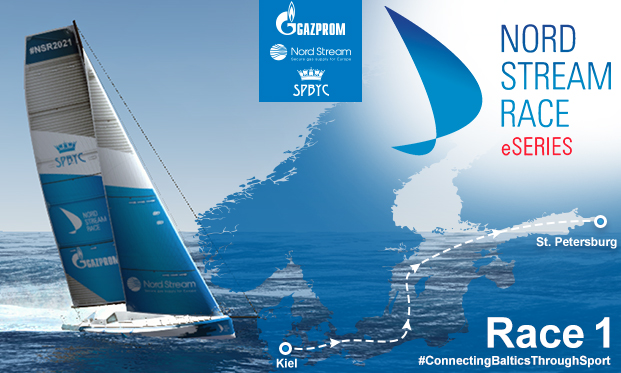 #NSR2021
SPBYC
NORD
STREAM
RACE
GAZPROM
Nord Stream
GAZPROM
Nord Stream
Secure gas supply for Europe
SPBYC
NORD
STREAM
RACE
eSERIES
St. Petersburg
Kiel
Race 1
#ConnectingBalticsThroughSport